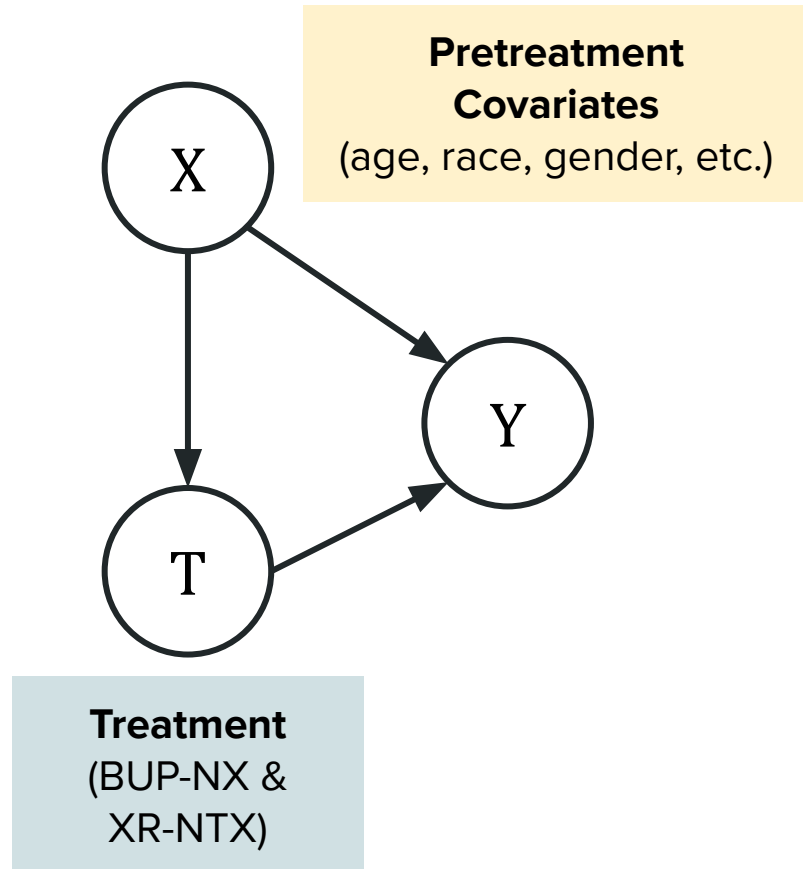 Pretreatment
Covariates
(age, race, gender, etc.)
X
Y
T
Treatment
(BUP-NX &
XR-NTX)